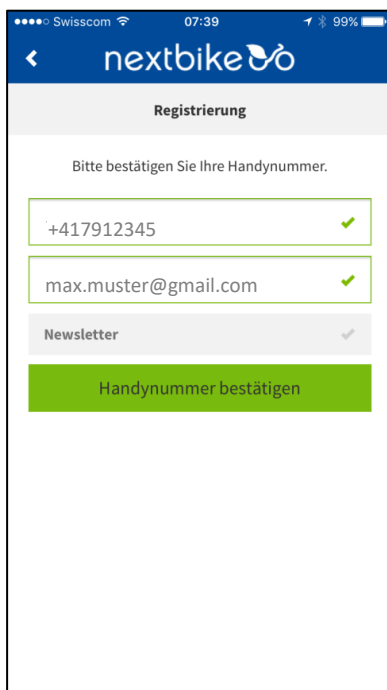 Swisscom 07:39 99%
nextbike
Registrierung
Bitte bestätigen Sie Ihre Handynummer.
+417912345
max.muster@gmail.com
Newsletter
Handynummer bestätigen